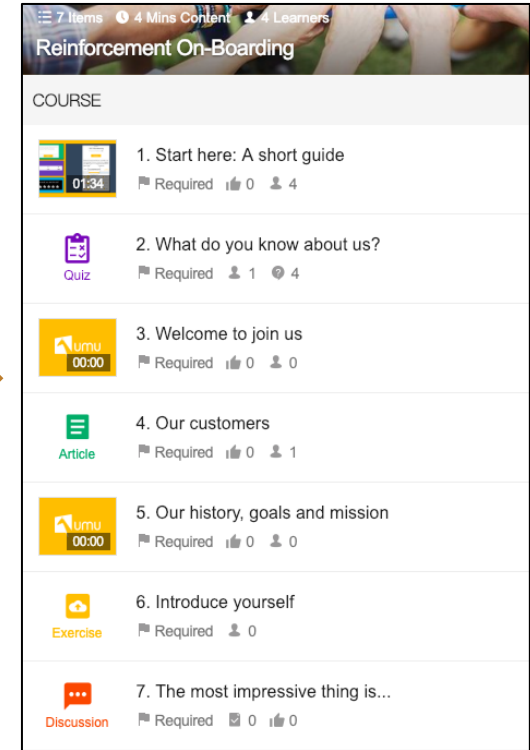 7 Items 4 Mins Content 4 Learners
Reinforcement On-Boarding
COURSE
01:34
1. Start here: A short guide
Required 0 4
Quiz
2. What do you know about us?
Required 1 4
umu
00:00
3. Welcome to join us
Required 0 0
Article
4. Our customers
Required 0 1
umu
00:00
5. Our history, goals and mission
Required 0 0
Exercise
6. Introduce yourself
Required 0
Discussion
7. The most impressive thing is...
Required 0 0